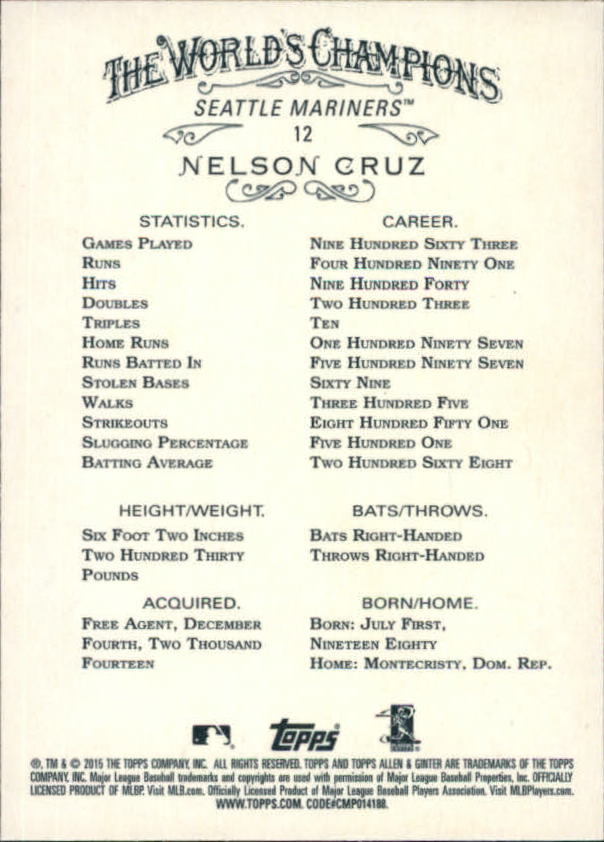 THE WORLD'S CHAMPIONS
SEATTLE MARINERS™
12
NELSON CRUZ
STATISTICS. CAREER.
GAMES PLAYED NINE HUNDRED SIXTY THREE
RUNS FOUR HUNDRED NINETY ONE
HITS NINE HUNDRED FORTY
DOUBLES TWO HUNDRED THREE
TRIPLES TEN
HOME RUNS ONE HUNDRED NINETY SEVEN
RUNS BATTED IN FIVE HUNDRED NINETY SEVEN
STOLEN BASES SIXTY NINE
WALKS THREE HUNDRED FIVE
STRIKEOUTS EIGHT HUNDRED FIFTY ONE
SLUGGING PERCENTAGE FIVE HUNDRED ONE
BATTING AVERAGE TWO HUNDRED SIXTY EIGHT
HEIGHT/WEIGHT.
SIX FOOT TWO INCHES
TWO HUNDRED THIRTY
POUNDS
BATS/THROWS.
BATS RIGHT-HANDED
THROWS RIGHT-HANDED
ACQUIRED.
FREE AGENT, DECEMBER
FOURTH, TWO THOUSAND
FOURTEEN
BORN/HOME.
BORN: JULY FIRST,
NINETEEN EIGHTY
HOME: MONTECRISTY, DOM. REP.
topps®
®, TM & © 2015 THE TOPPS COMPANY, INC. ALL RIGHTS RESERVED. TOPPS AND TOPPS ALLEN & GINTER ARE TRADEMARKS OF THE TOPPS
COMPANY, INC. Major League Baseball trademarks and copyrights are used with permission of Major League Baseball Properties, Inc. OFFICIALLY
LICENSED PRODUCT OF MLBP. Visit MLB.com. Officially Licensed Product of Major League Baseball Players Association. Visit MLBPlayers.com.
WWW.TOPPS.COM. CODE#CMP014188.